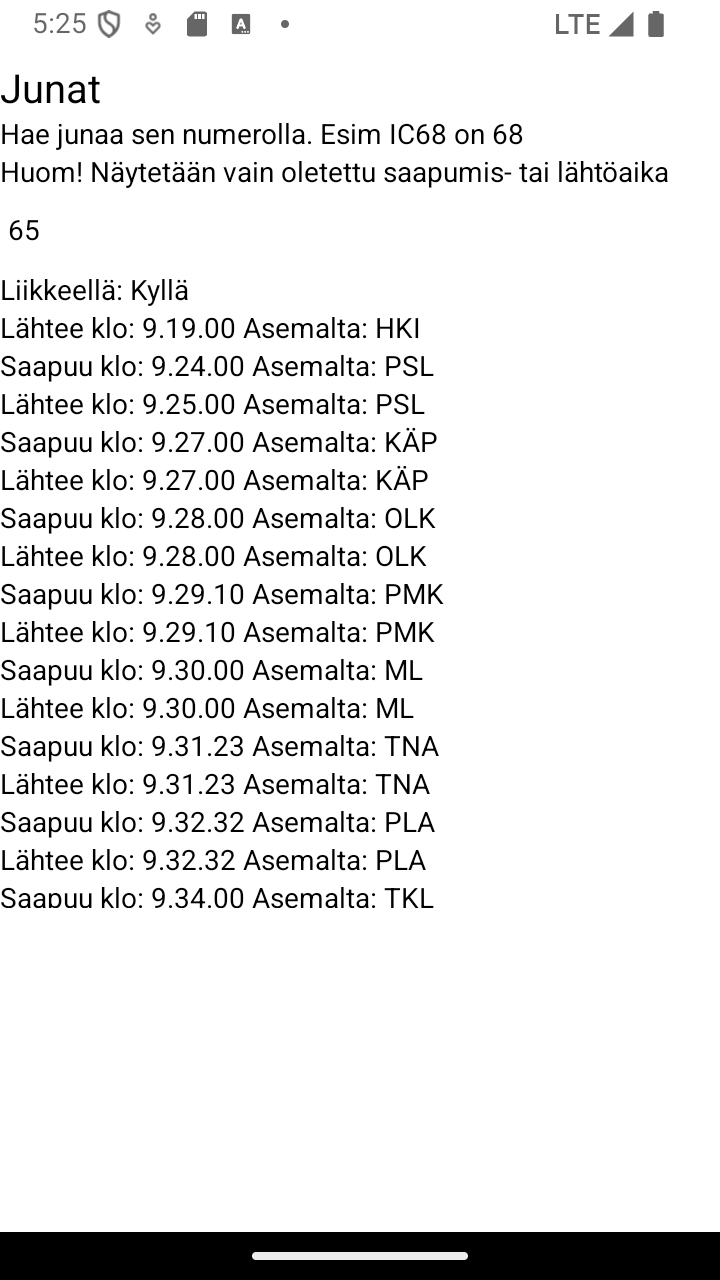 5:25 LTE
Junat
Hae junaa sen numerolla. Esim IC68 on 68
Huom! Näytetään vain oletettu saapumis- tai lähtöaika
65
Liikkeellä: Kyllä
Lähtee klo: 9.19.00 Asemalta: HKI
Saapuu klo: 9.24.00 Asemalta: PSL
Lähtee klo: 9.25.00 Asemalta: PSL
Saapuu klo: 9.27.00 Asemalta: KÄP
Lähtee klo: 9.27.00 Asemalta: KÄP
Saapuu klo: 9.28.00 Asemalta: OLK
Lähtee klo: 9.28.00 Asemalta: OLK
Saapuu klo: 9.29.10 Asemalta: PMK
Lähtee klo: 9.29.10 Asemalta: PMK
Saapuu klo: 9.30.00 Asemalta: ML
Lähtee klo: 9.30.00 Asemalta: ML
Saapuu klo: 9.31.23 Asemalta: TNA
Lähtee klo: 9.31.23 Asemalta: TNA
Saapuu klo: 9.32.32 Asemalta: PLA
Lähtee klo: 9.32.32 Asemalta: PLA
Saapuu klo: 9.34.00 Asemalta: TKL